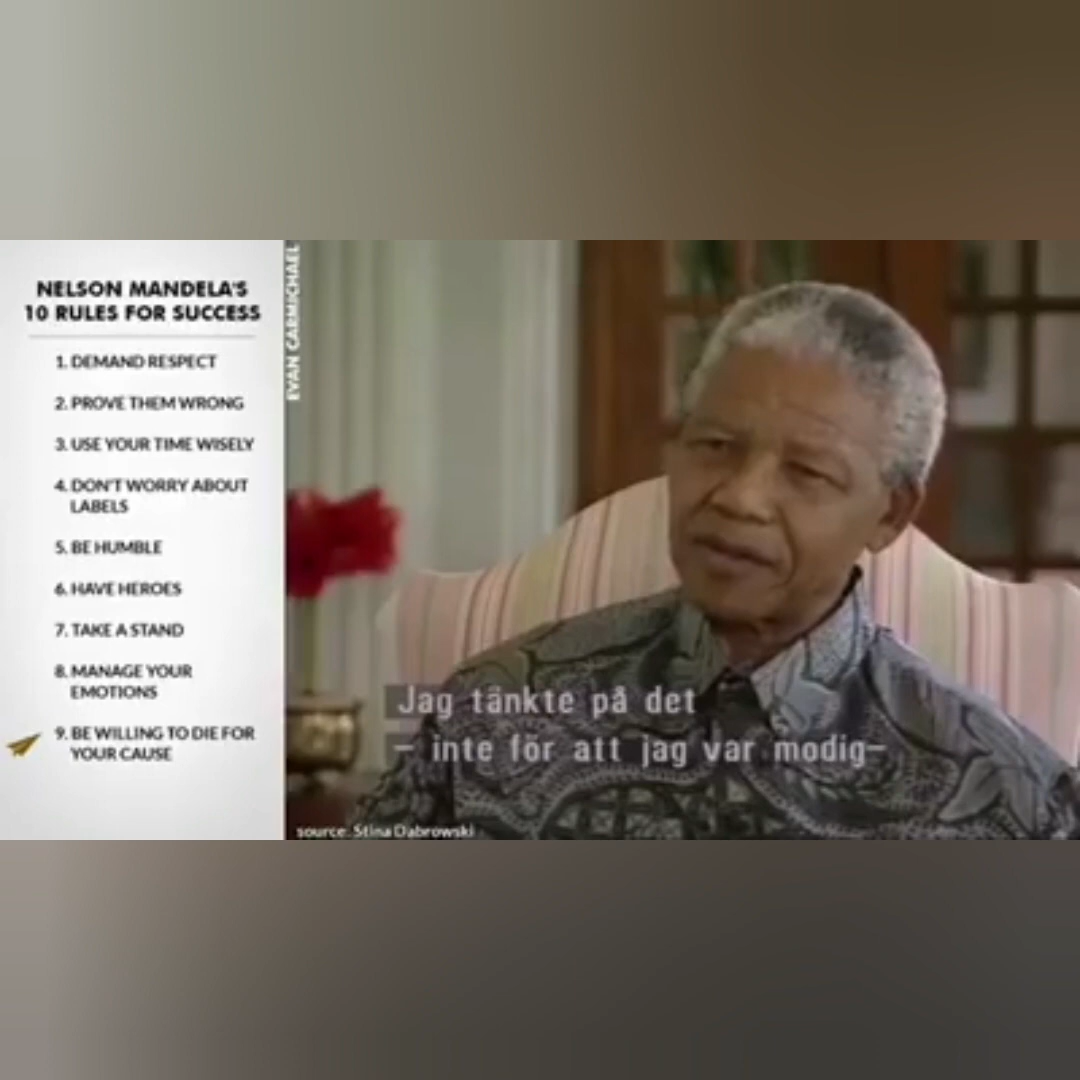 NELSON MANDELA'S
10 RULES FOR SUCCESS
1. DEMAND RESPECT
2. PROVE THEM WRONG
3. USE YOUR TIME WISELY
4. DON'T WORRY ABOUT
LABELS
5. BE HUMBLE
6. HAVE HEROES
7. TAKE A STAND
8. MANAGE YOUR
EMOTIONS
9. BE WILLING TO DIE FOR
YOUR CAUSE
EVAN CARMICHAEL
Jag tänkte på det
– inte för att jag var modig–
source: Stina Dabrowski